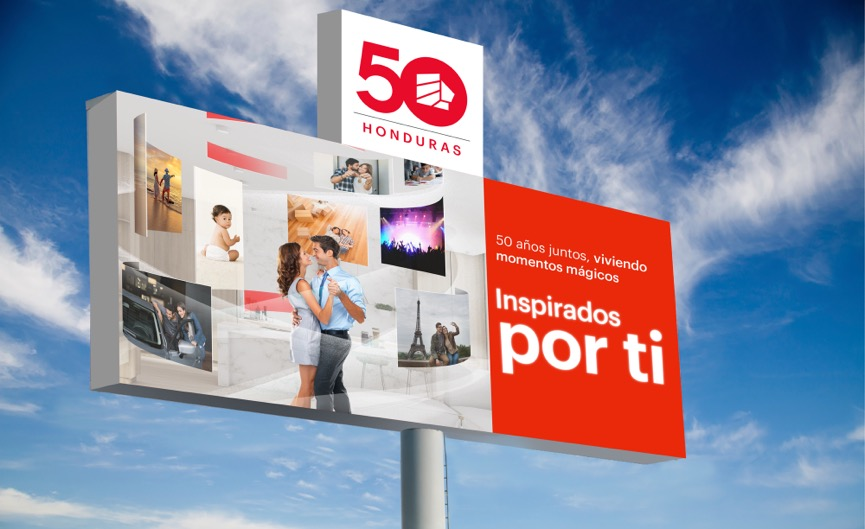 50
HONDURAS
50 años juntos, viviendo
momentos mágicos
Inspirados
por ti